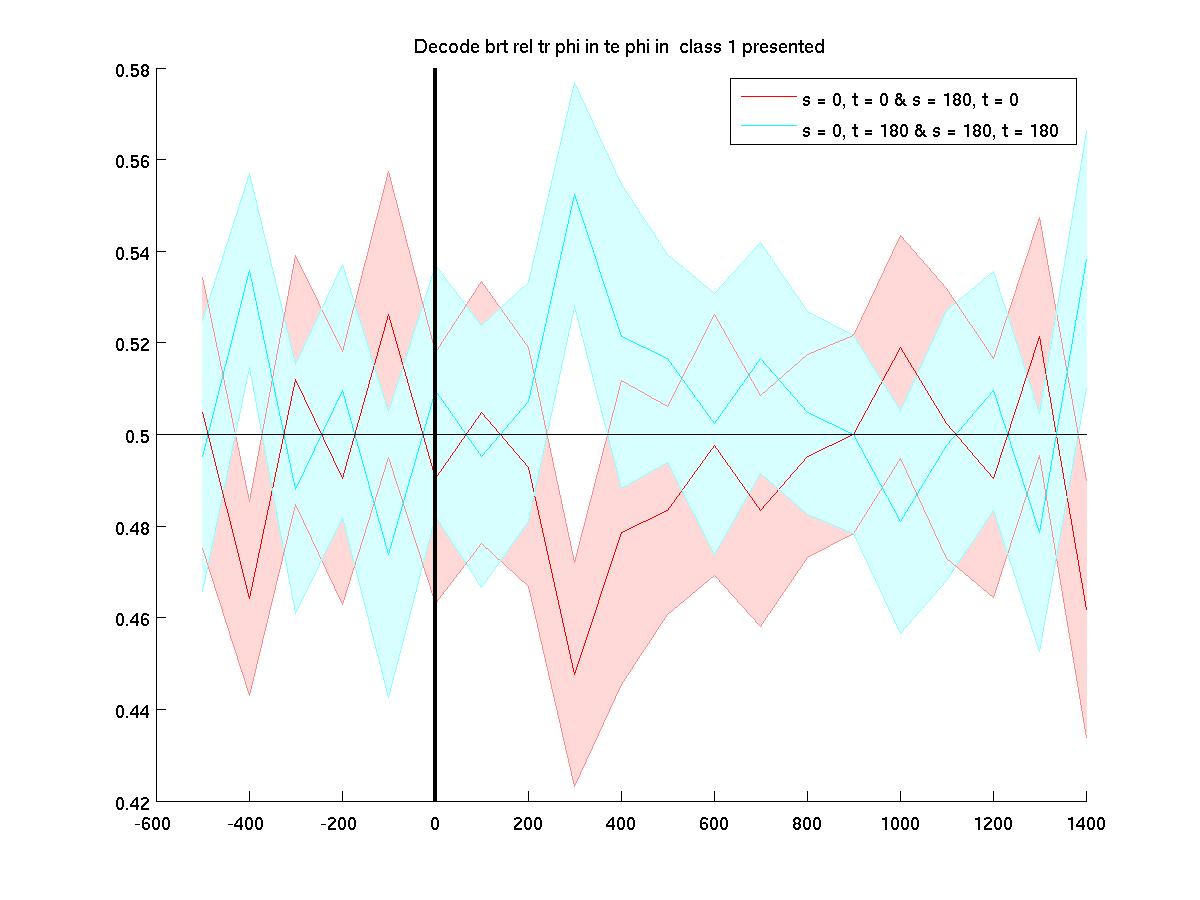 Decode brt rel tr phi in te phi in  class 1 presented
s = 0, t = 0 & s = 180, t = 0
s = 0, t = 180 & s = 180, t = 180
0.58
0.56
0.54
0.52
0.5
0.48
0.46
0.44
0.42
-600 -400 -200 0 200 400 600 800 1000 1200 1400